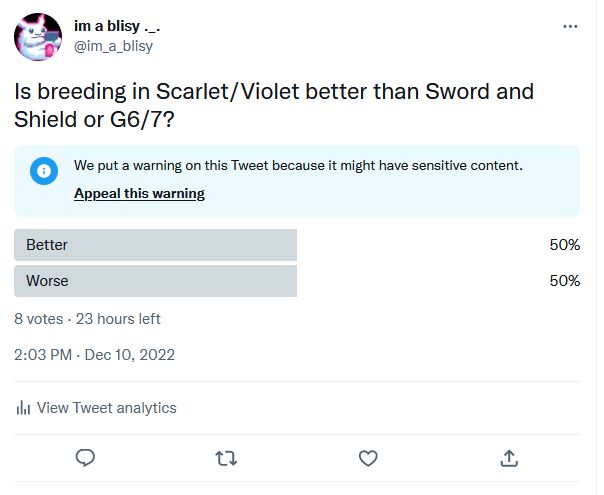 im a blisy ._.
@im_a_blisy
Is breeding in Scarlet/Violet better than Sword and
Shield or G6/7?
We put a warning on this Tweet because it might have sensitive content.
Appeal this warning
Better 50%
Worse 50%
8 votes · 23 hours left
2:03 PM · Dec 10, 2022
View Tweet analytics